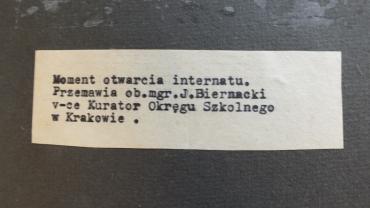 Moment otwarcia internatu.
Przemawia ob.mgr.J.Biernacki
v-ce Kurator Okręgu Szkolnego
w Krakowie .